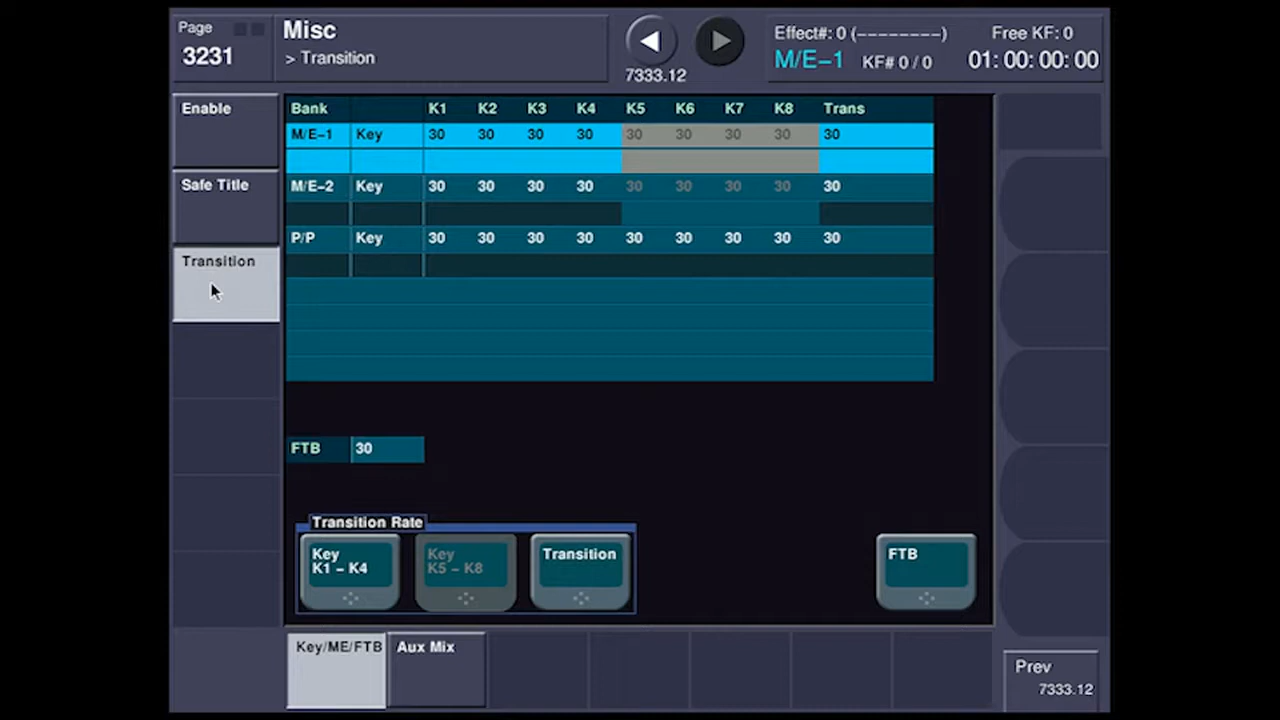 Page
3231
Misc
> Transition
7333.12
Effect#: 0 (--------)
Free KF: 0
M/E-1
KF# 0 / 0
01: 00: 00: 00
Enable
Safe Title
Transition
Bank K1 K2 K3 K4 K5 K6 K7 K8 Trans
M/E-1 Key 30 30 30 30 30 30 30 30 30
M/E-2 Key 30 30 30 30 30 30 30 30 30
P/P Key 30 30 30 30 30 30 30 30 30
FTB 30
Transition Rate
Key
K1 - K4
Key
K5 - K8
Transition
FTB
Key/ME/FTB
Aux Mix
Prev
7333.12